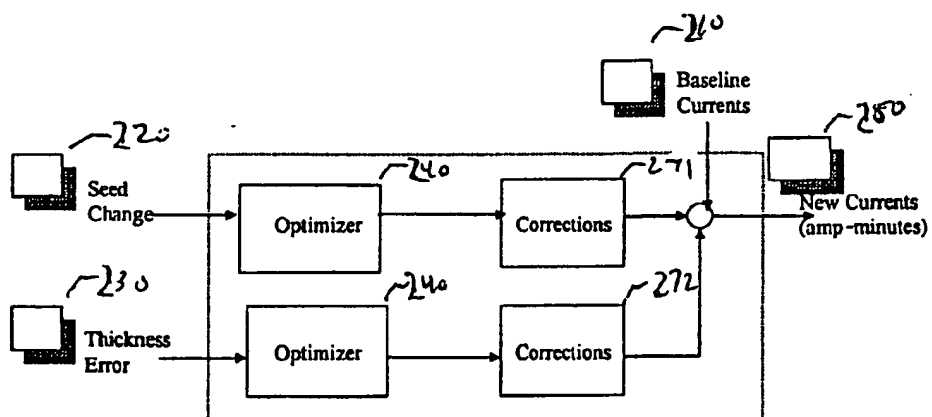 210
Baseline
Currents
220
280
Seed
Change
240
Optimizer
271
Corrections
New Currents
(amp-minutes)
230
Thickness
Error
240
Optimizer
272
Corrections